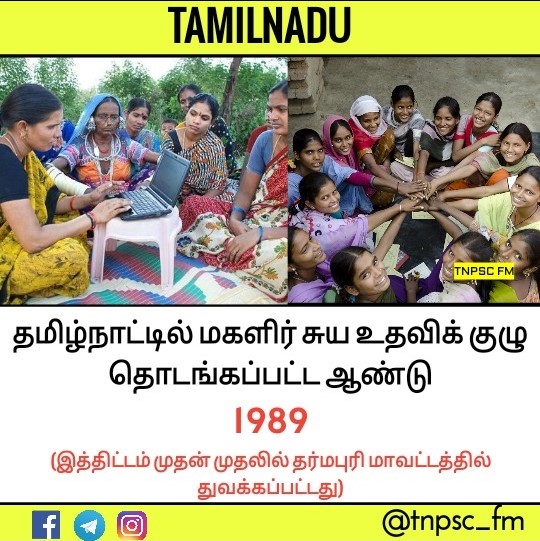 TAMILNADU
TNPSC FM
தமிழ்நாட்டில் மகளிர் சுய உதவிக் குழு
தொடங்கப்பட்ட ஆண்டு
1989
(இத்திட்டம் முதன் முதலில் தர்மபுரி மாவட்டத்தில்
துவக்கப்பட்டது)
@tnpsc_fm